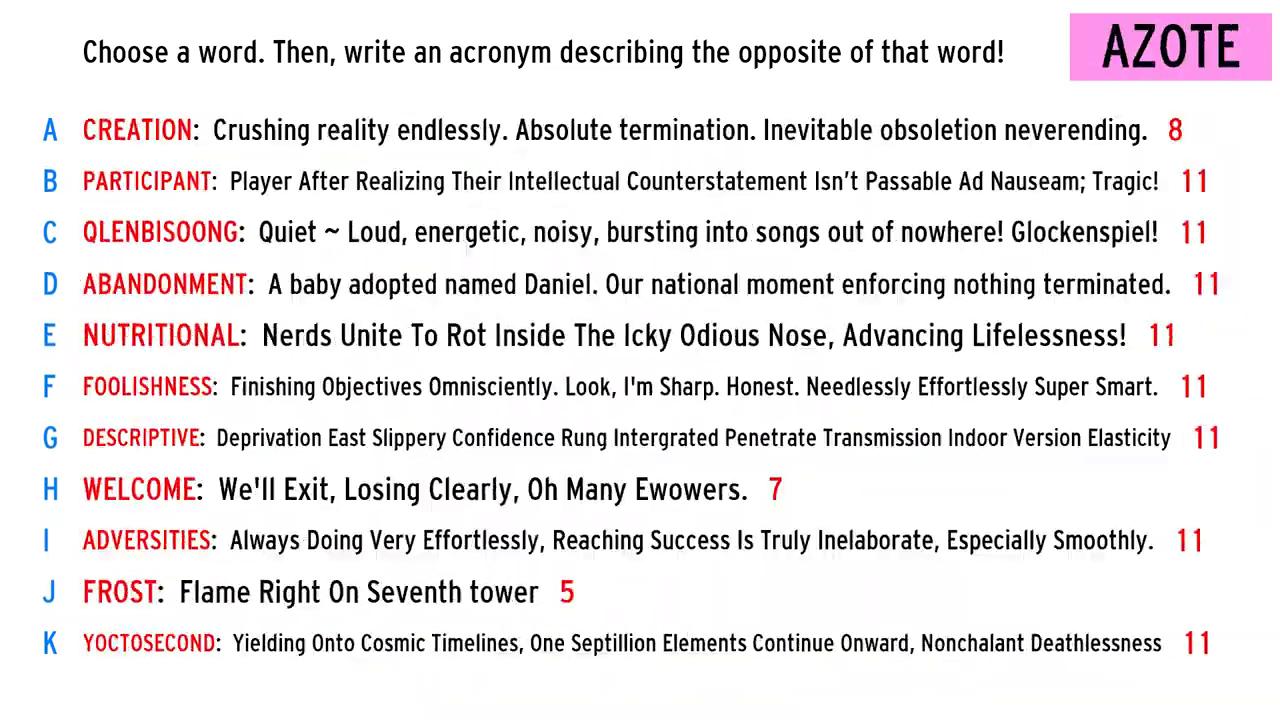 Choose a word. Then, write an acronym describing the opposite of that word!
AZOTE
A CREATION: Crushing reality endlessly. Absolute termination. Inevitable obsoletion neverending. 8
B PARTICIPANT: Player After Realizing Their Intellectual Counterstatement Isn't Passable Ad Nauseam; Tragic! 11
C QLENBISOONG: Quiet ~ Loud, energetic, noisy, bursting into songs out of nowhere! Glockenspiel! 11
D ABANDONMENT: A baby adopted named Daniel. Our national moment enforcing nothing terminated. 11
E NUTRITIONAL: Nerds Unite To Rot Inside The Icky Odious Nose, Advancing Lifelessness! 11
F FOOLISHNESS: Finishing Objectives Omnisciently. Look, I'm Sharp. Honest. Needlessly Effortlessly Super Smart. 11
G DESCRIPTIVE: Deprivation East Slippery Confidence Rung Intergrated Penetrate Transmission Indoor Version Elasticity 11
H WELCOME: We'll Exit, Losing Clearly, Oh Many Ewowers. 7
I ADVERSITIES: Always Doing Very Effortlessly, Reaching Success Is Truly Inelaborate, Especially Smoothly. 11
J FROST: Flame Right On Seventh tower 5
K YOCTOSECOND: Yielding Onto Cosmic Timelines, One Septillion Elements Continue Onward, Nonchalant Deathlessness 11